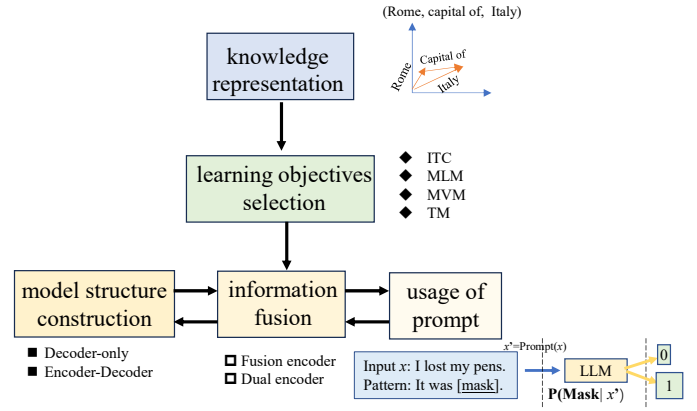 (Rome, capital of, Italy)
knowledge
representation
Rome
Capital of
Italy
learning objectives
selection
ITC
MLM
MVM
TM
model structure
construction
information
fusion
usage of
prompt
Decoder-only
Encoder-Decoder
Fusion encoder
Dual encoder
Input x: I lost my pens.
Pattern: It was [mask].
x'=Prompt(x)
LLM
P(Mask| x')
0
1